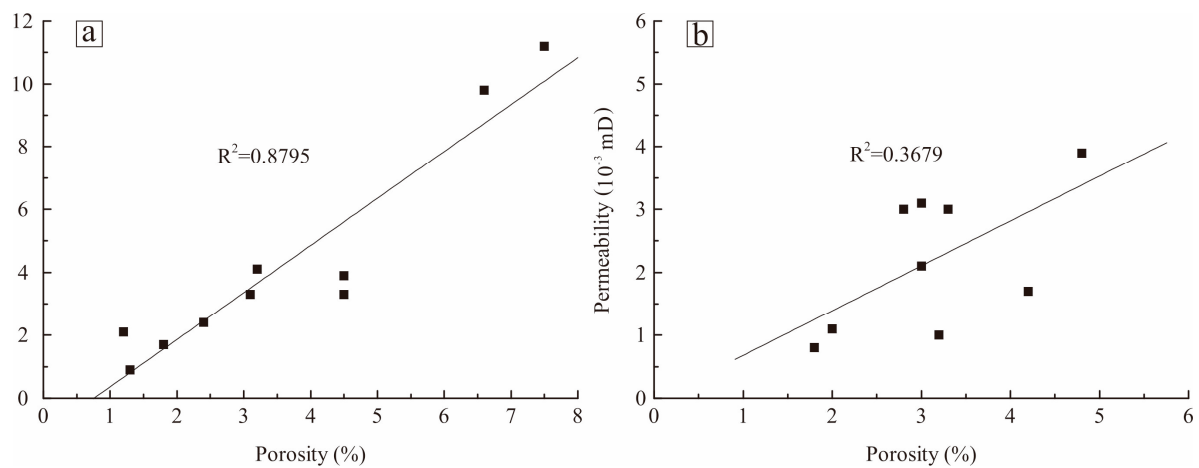 a
12
10
8
6
4
2
0
R²=0.8795
0 1 2 3 4 5 6 7 8
Porosity (%)
b
Permeability (10⁻³ mD)
6
5
4
3
2
1
0
R²=0.3679
0 1 2 3 4 5 6
Porosity (%)